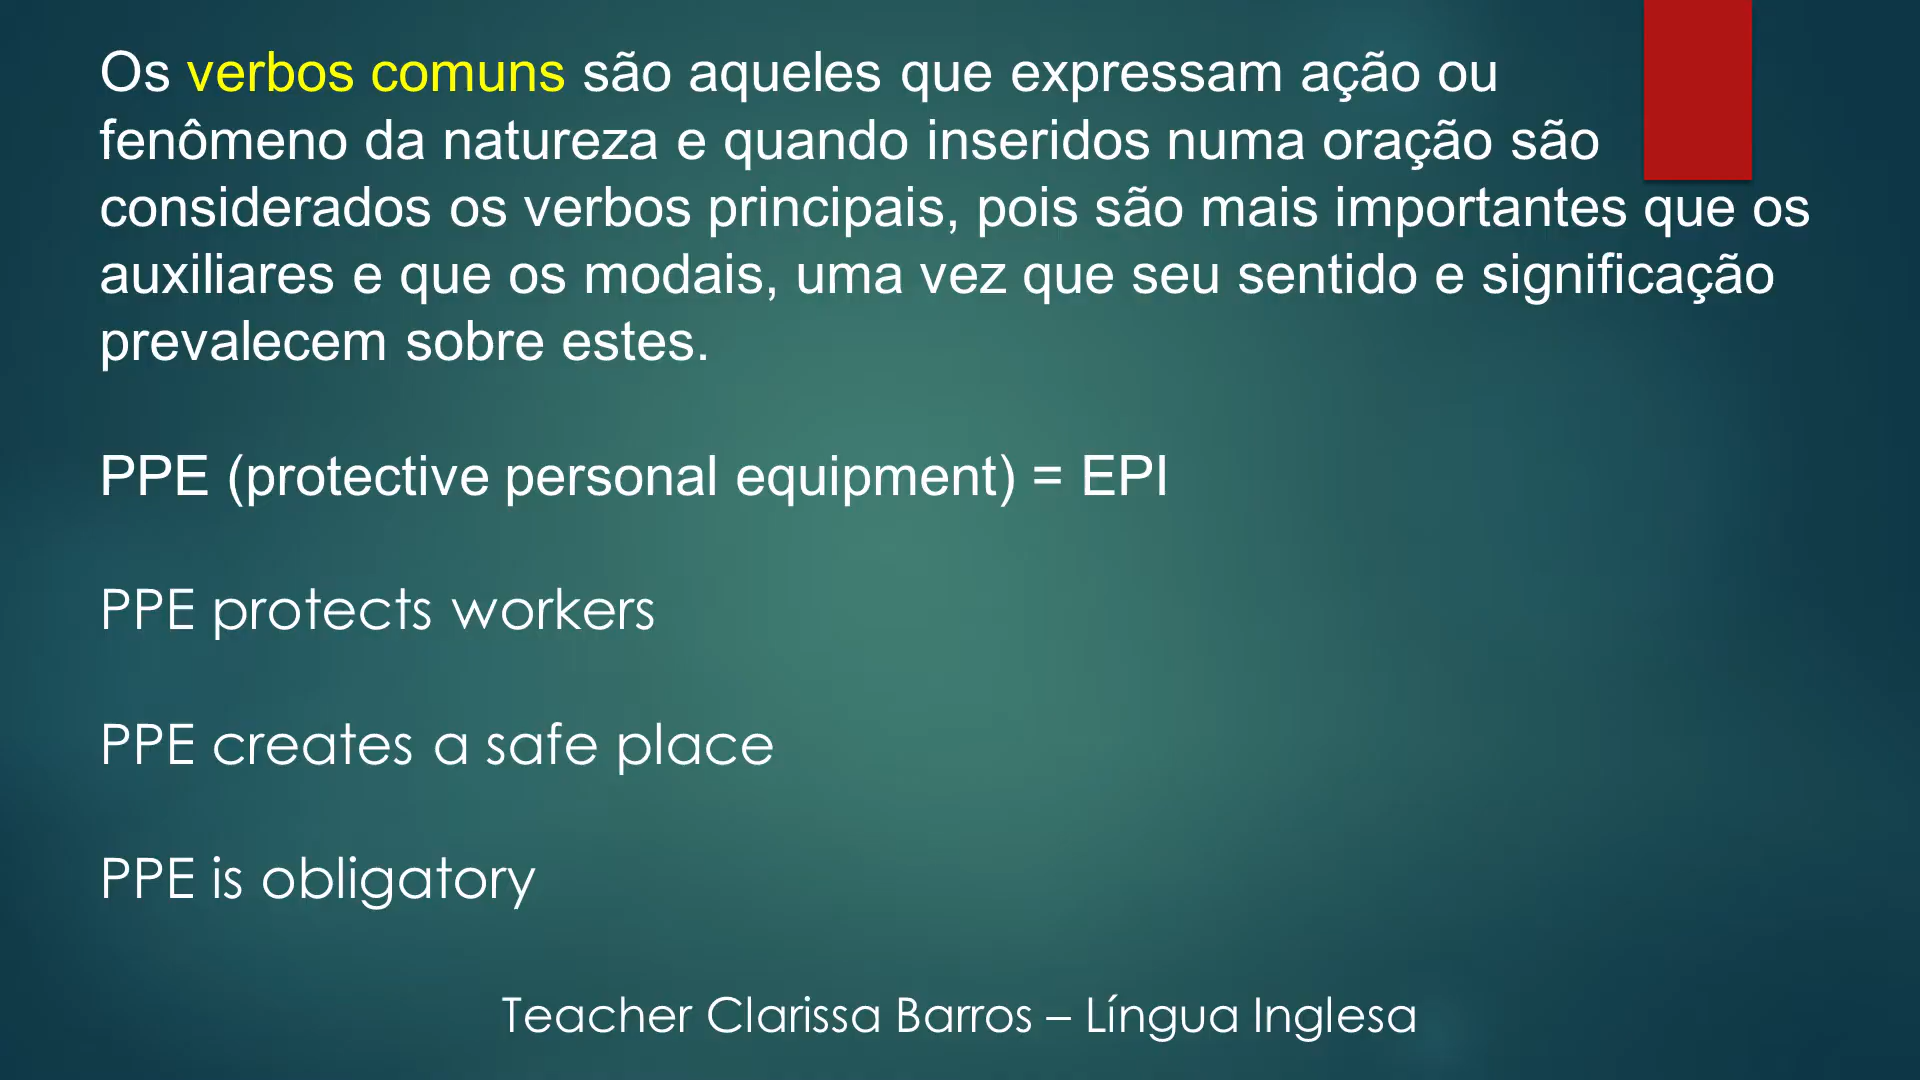 Os verbos comuns são aqueles que expressam ação ou
fenômeno da natureza e quando inseridos numa oração são
considerados os verbos principais, pois são mais importantes que os
auxiliares e que os modais, uma vez que seu sentido e significação
prevalecem sobre estes.
PPE (protective personal equipment) = EPI
PPE protects workers
PPE creates a safe place
PPE is obligatory
Teacher Clarissa Barros – Língua Inglesa